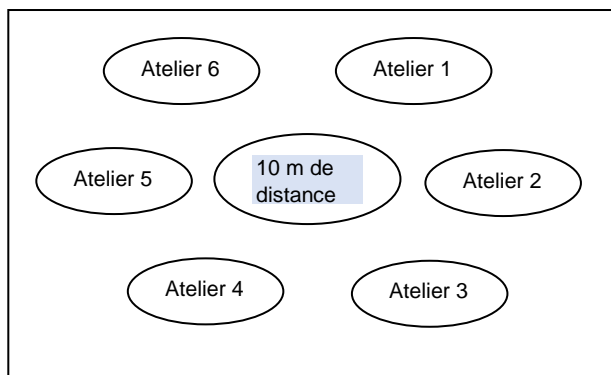 Atelier 6
Atelier 1
Atelier 5
10 m de
distance
Atelier 2
Atelier 4
Atelier 3